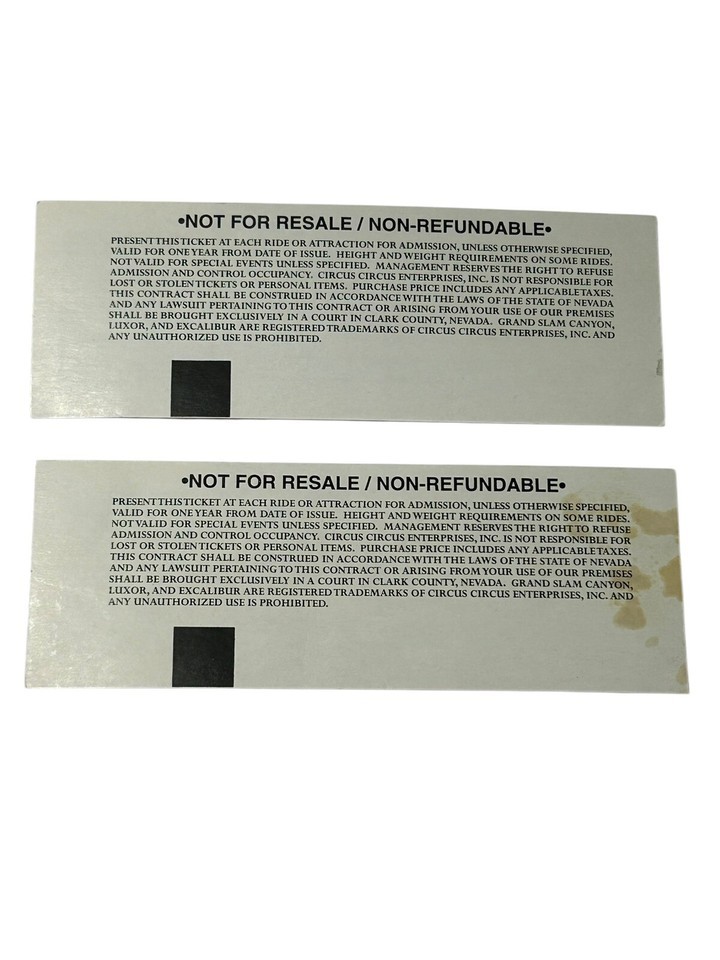 •NOT FOR RESALE / NON-REFUNDABLE•
PRESENT THIS TICKET AT EACH RIDE OR ATTRACTION FOR ADMISSION, UNLESS OTHERWISE SPECIFIED,
VALID FOR ONE YEAR FROM DATE OF ISSUE. HEIGHT AND WEIGHT REQUIREMENTS ON SOME RIDES.
NOT VALID FOR SPECIAL EVENTS UNLESS SPECIFIED. MANAGEMENT RESERVES THE RIGHT TO REFUSE
ADMISSION AND CONTROL OCCUPANCY. CIRCUS CIRCUS ENTERPRISES, INC. IS NOT RESPONSIBLE FOR
LOST OR STOLEN TICKETS OR PERSONAL ITEMS. PURCHASE PRICE INCLUDES ANY APPLICABLE TAXES.
THIS CONTRACT SHALL BE CONSTRUED IN ACCORDANCE WITH THE LAWS OF THE STATE OF NEVADA
AND ANY LAWSUIT PERTAINING TO THIS CONTRACT OR ARISING FROM YOUR USE OF OUR PREMISES
SHALL BE BROUGHT EXCLUSIVELY IN A COURT IN CLARK COUNTY, NEVADA. GRAND SLAM CANYON,
LUXOR, AND EXCALIBUR ARE REGISTERED TRADEMARKS OF CIRCUS CIRCUS ENTERPRISES, INC. AND
ANY UNAUTHORIZED USE IS PROHIBITED.
•NOT FOR RESALE / NON-REFUNDABLE•
PRESENT THIS TICKET AT EACH RIDE OR ATTRACTION FOR ADMISSION, UNLESS OTHERWISE SPECIFIED,
VALID FOR ONE YEAR FROM DATE OF ISSUE. HEIGHT AND WEIGHT REQUIREMENTS ON SOME RIDES.
NOT VALID FOR SPECIAL EVENTS UNLESS SPECIFIED. MANAGEMENT RESERVES THE RIGHT TO REFUSE
ADMISSION AND CONTROL OCCUPANCY. CIRCUS CIRCUS ENTERPRISES, INC. IS NOT RESPONSIBLE FOR
LOST OR STOLEN TICKETS OR PERSONAL ITEMS. PURCHASE PRICE INCLUDES ANY APPLICABLE TAXES.
THIS CONTRACT SHALL BE CONSTRUED IN ACCORDANCE WITH THE LAWS OF THE STATE OF NEVADA
AND ANY LAWSUIT PERTAINING TO THIS CONTRACT OR ARISING FROM YOUR USE OF OUR PREMISES
SHALL BE BROUGHT EXCLUSIVELY IN A COURT IN CLARK COUNTY, NEVADA. GRAND SLAM CANYON,
LUXOR, AND EXCALIBUR ARE REGISTERED TRADEMARKS OF CIRCUS CIRCUS ENTERPRISES, INC. AND
ANY UNAUTHORIZED USE IS PROHIBITED.